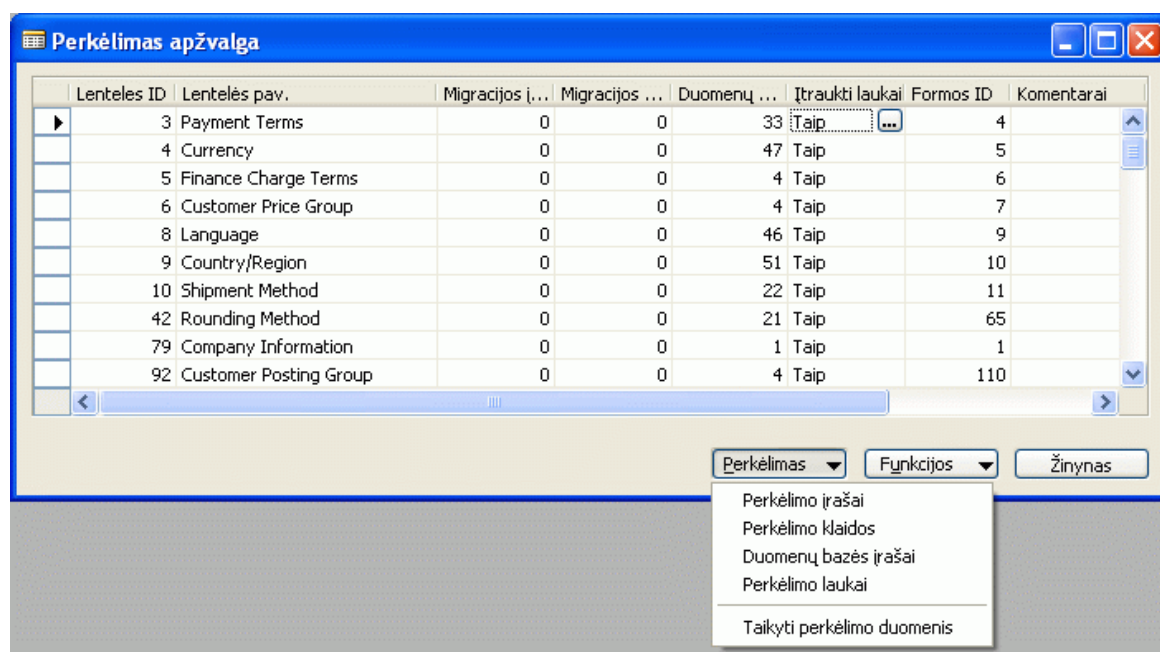 Perkėlimas apžvalga
Lenteles ID Lentelės pav. Migracijos į... Migracijos ... Duomenų ... Įtraukti laukai Formos ID Komentarai
3 Payment Terms 0 0 33 Taip ... 4
4 Currency 0 0 47 Taip 5
5 Finance Charge Terms 0 0 4 Taip 6
6 Customer Price Group 0 0 4 Taip 7
8 Language 0 0 46 Taip 9
9 Country/Region 0 0 51 Taip 10
10 Shipment Method 0 0 22 Taip 11
42 Rounding Method 0 0 21 Taip 65
79 Company Information 0 0 1 Taip 1
92 Customer Posting Group 0 0 4 Taip 110
Perkėlimas Funkcijos Žinynas
Perkėlimo įrašai
Perkėlimo klaidos
Duomenų bazės įrašai
Perkėlimo laukai
Taikyti perkėlimo duomenis